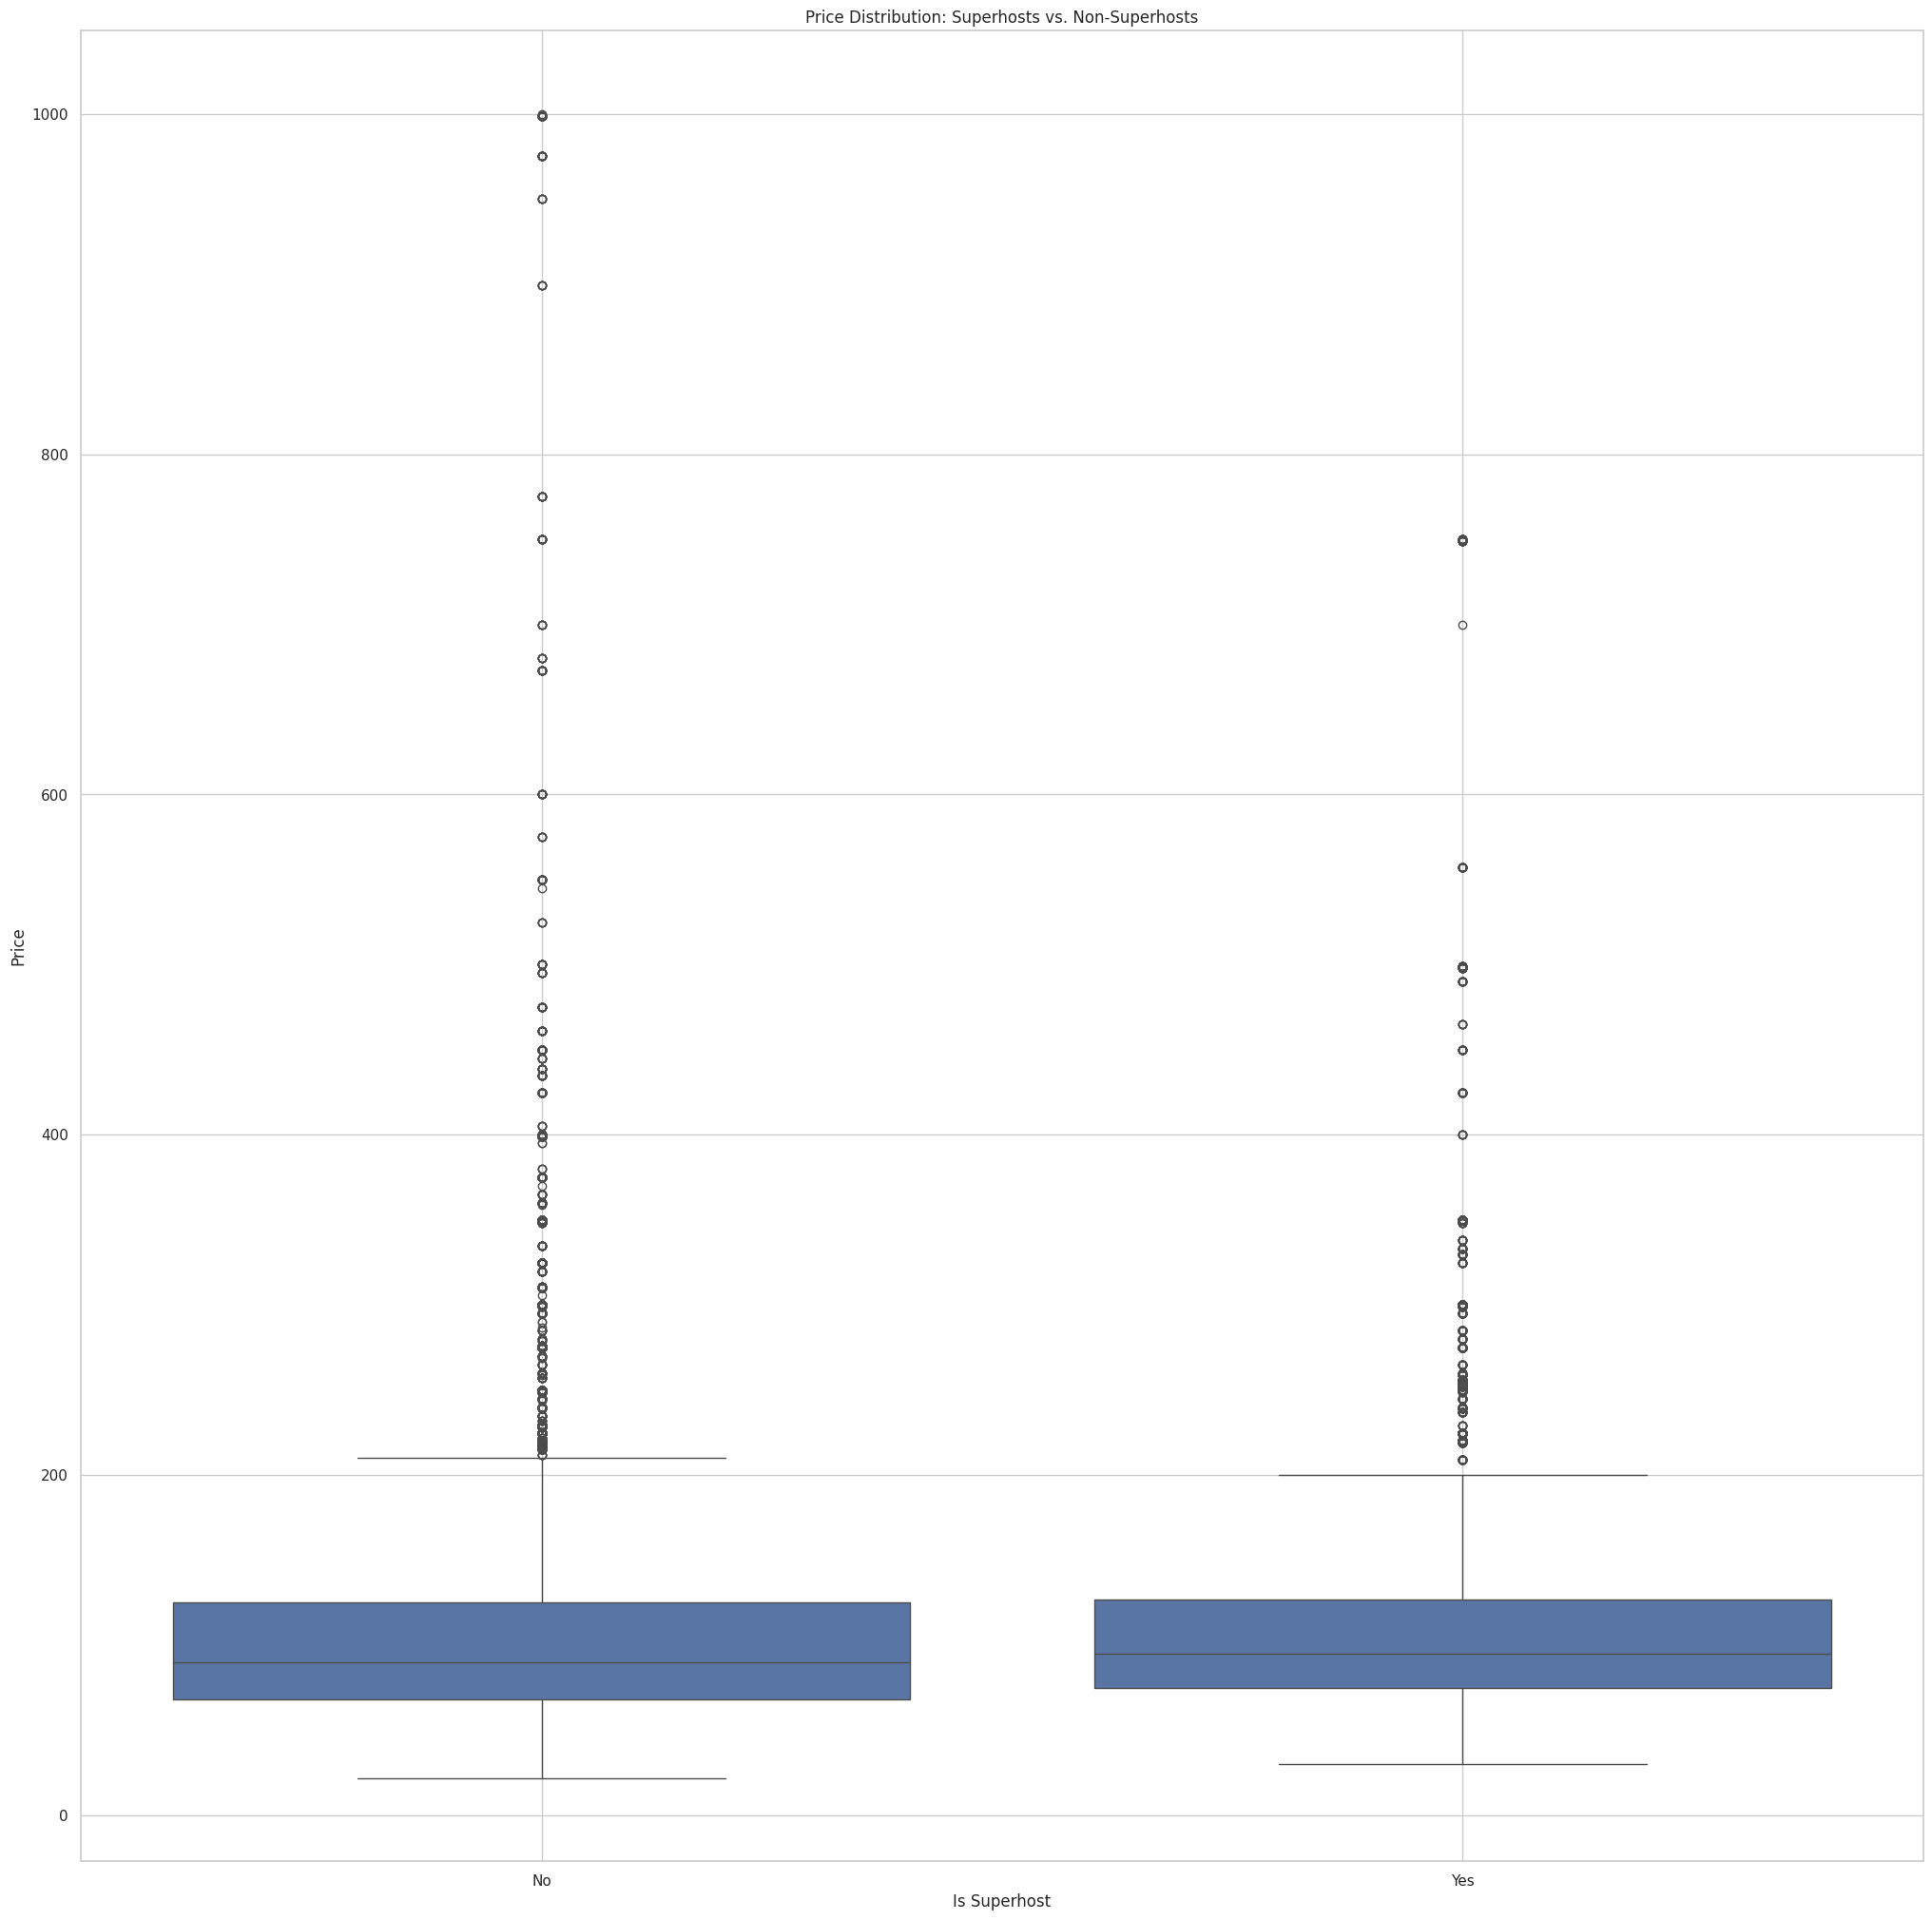 Price Distribution: Superhosts vs. Non-Superhosts
Price
1000
800
600
400
200
0
No
Yes
Is Superhost